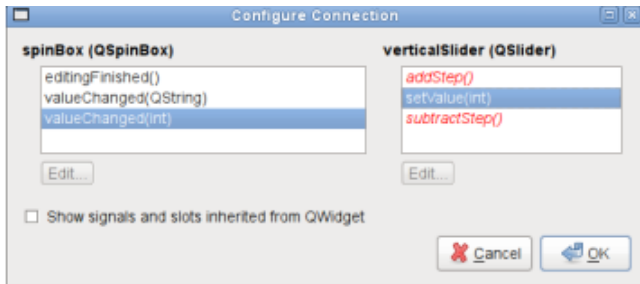 Configure Connection
spinBox (QSpinBox)
editingFinished()
valueChanged(QString)
valueChanged(int)
Edit...
verticalSlider (QSlider)
addStep()
setValue(int)
subtractStep()
Edit...
Show signals and slots inherited from QWidget
Cancel
OK